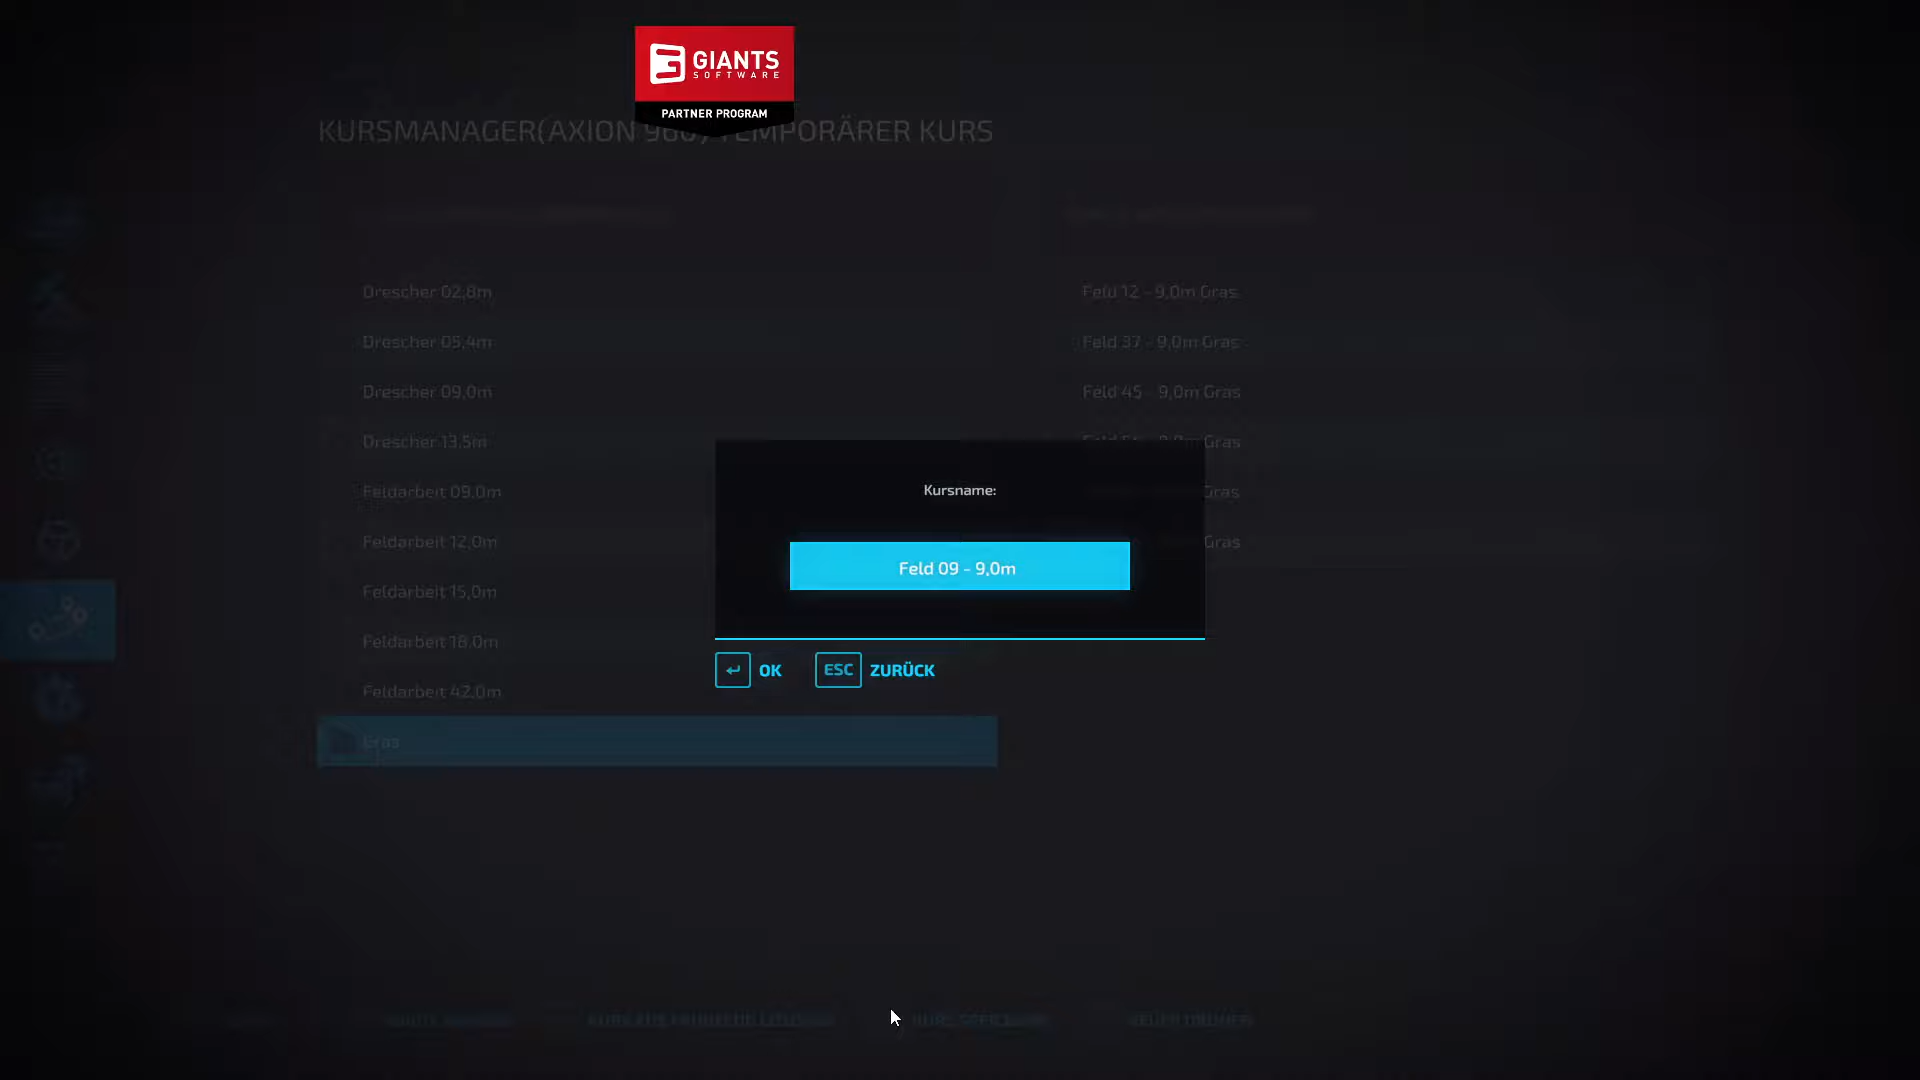 GIANTS
SOFTWARE
PARTNER PROGRAM
KURSMANAGER(AXION 960) TEMPORÄRER KURS
Drescher 02,8m
Feld 12 - 9,0m Gras
Drescher 05,4m
Feld 37 - 9,0m Gras
Drescher 09,0m
Feld 45 - 9,0m Gras
Drescher 13,5m
Gras
Kursname:
Feldarbeit 09,0m
Gras
Feldarbeit 12,0m
Gras
Feld 09 - 9,0m
Feldarbeit 15,0m
Feldarbeit 18,0m
OK
ESC ZURÜCK
Feldarbeit 42,0m
Gras